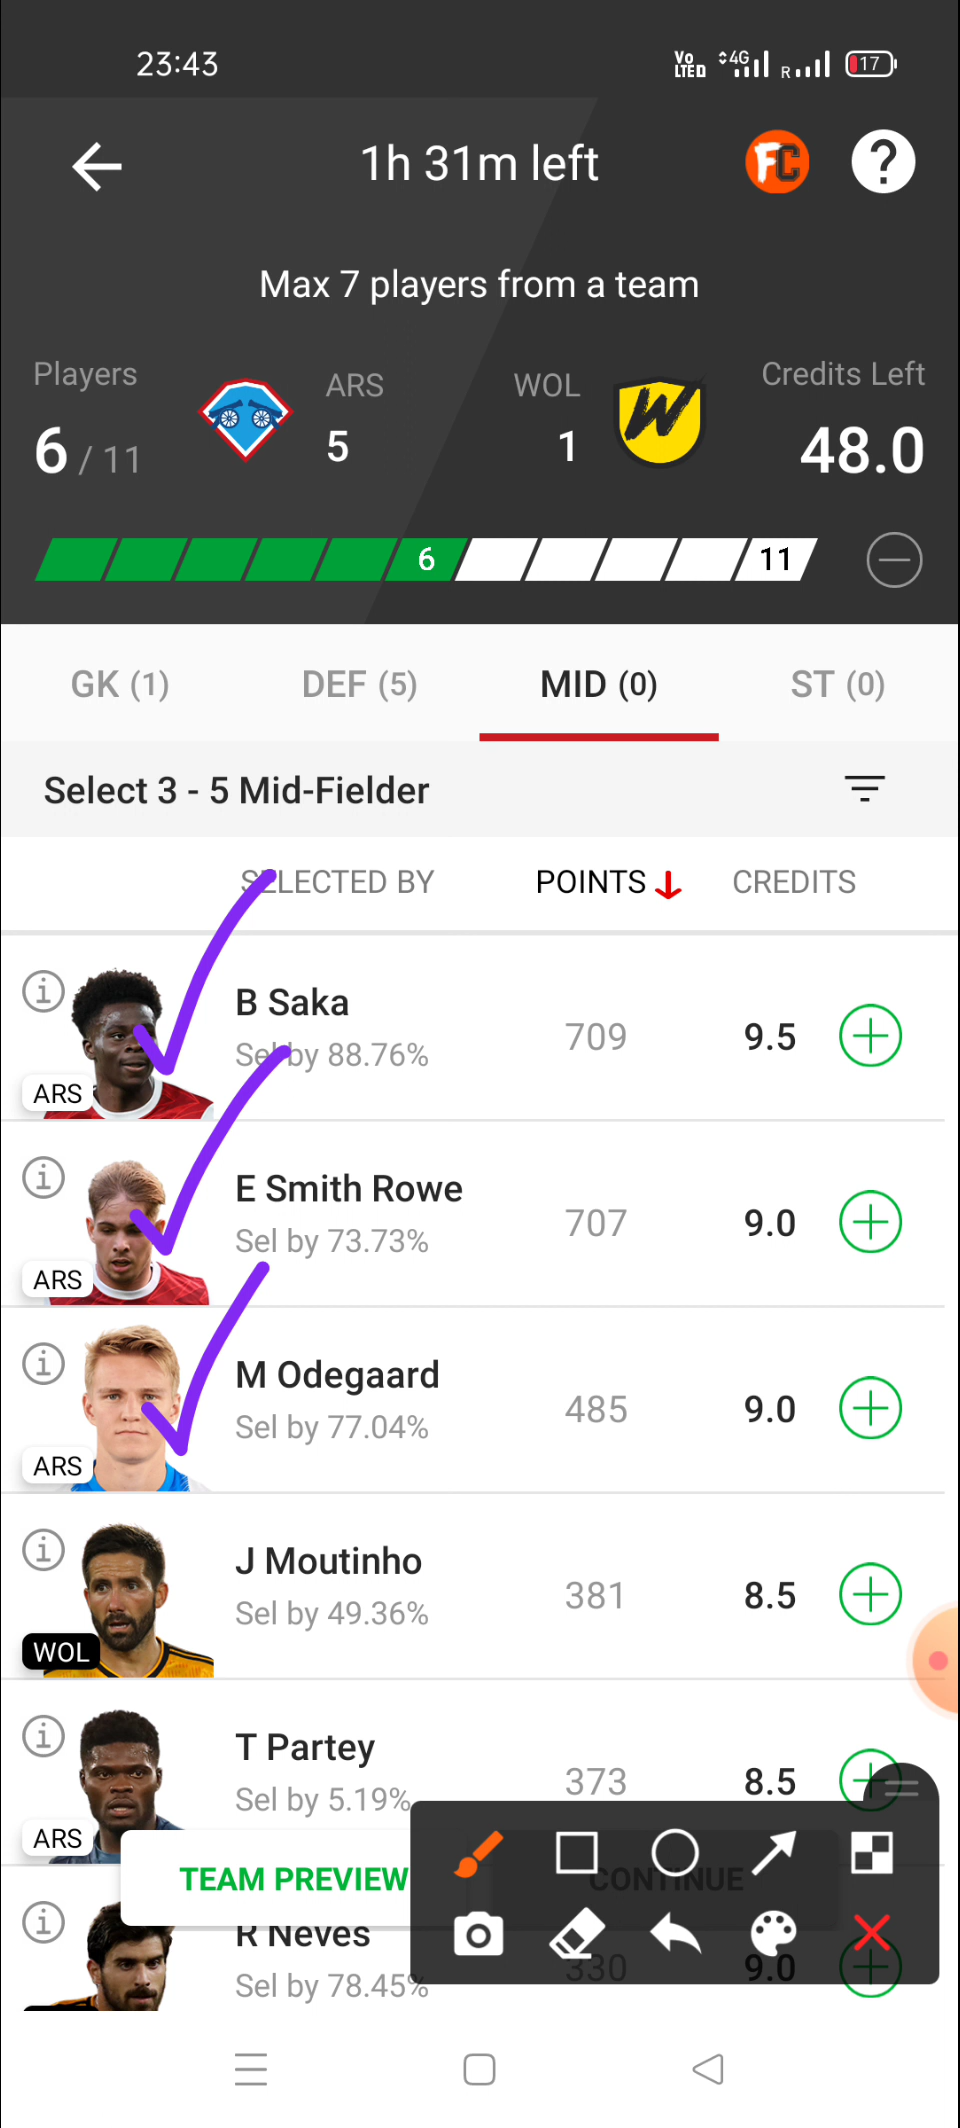 23:43
Vo LTED 4G R 17
1h 31m left
FC ?
Max 7 players from a team
Players ARS WOL Credits Left
6 / 11 5 1 48.0
W
6 11
GK (1) DEF (5) MID (0) ST (0)
Select 3 - 5 Mid-Fielder
SELECTED BY POINTS CREDITS
B Saka
Sel by 88.76% 709 9.5
ARS
E Smith Rowe
Sel by 73.73% 707 9.0
ARS
M Odegaard
Sel by 77.04% 485 9.0
ARS
J Moutinho
Sel by 49.36% 381 8.5
WOL
T Partey
Sel by 5.19% 373 8.5
ARS
TEAM PREVIEW CONTINUE
R Neves
Sel by 78.45% 330 9.0